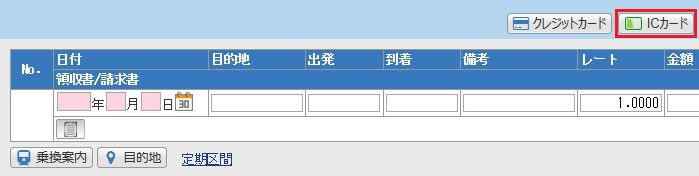 クレジットカード ICカード
No. 日付 目的地 出発 到着 備考 レート 金額
領収書/請求書
年 月 日 30 1.0000
乗換案内 目的地 定期区間